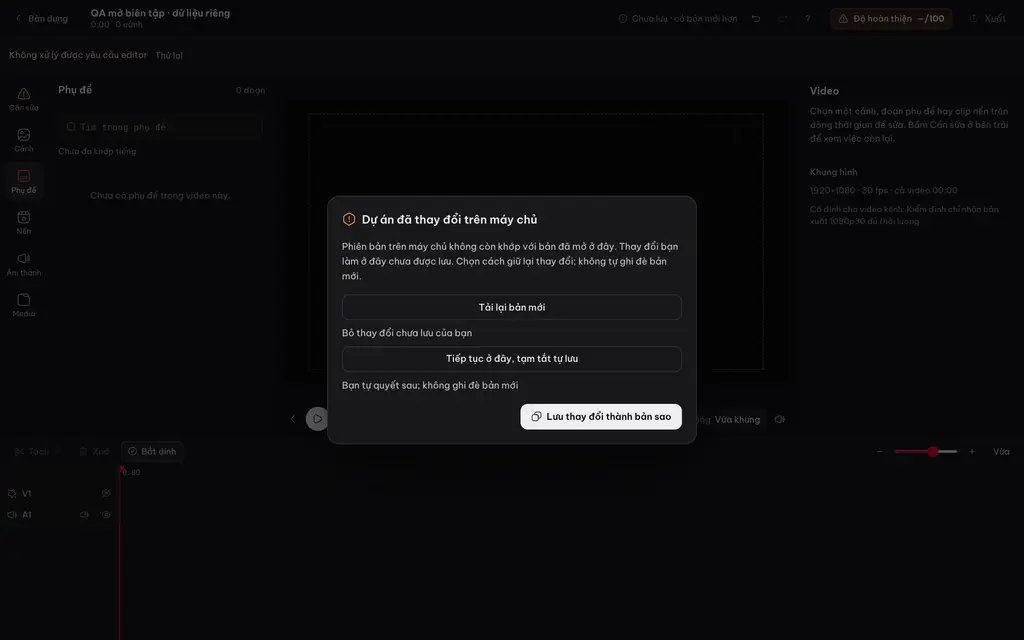 Bàn dựng
QA mở biên tập · dữ liệu riêng
0:00 · 0 cảnh
Chưa lưu · có bản mới hơn
?
Độ hoàn thiện —/100
Xuất
Không xử lý được yêu cầu editor Thử lại
Cần sửa
Cảnh
Phụ đề
Nền
Âm thanh
Media
Phụ đề
0 đoạn
Tìm trong phụ đề
Chưa đo khớp tiếng
Chưa có phụ đề trong video này.
Video
Chọn một cảnh, đoạn phụ đề hay clip nền trên
dòng thời gian để sửa. Bấm Cần sửa ở bên trái
để xem việc còn lại.
Khung hình
1920×1080 · 30 fps · cả video 00:00
Cố định cho video kênh: Kiểm định chỉ nhận bản
xuất 1080p30 đủ thời lượng.
Dự án đã thay đổi trên máy chủ
Phiên bản trên máy chủ không còn khớp với bản đã mở ở đây. Thay đổi bạn
làm ở đây chưa được lưu. Chọn cách giữ lại thay đổi; không tự ghi đè bản
mới.
Tải lại bản mới
Bỏ thay đổi chưa lưu của bạn
Tiếp tục ở đây, tạm tắt tự lưu
Bạn tự quyết sau; không ghi đè bản mới
Lưu thay đổi thành bản sao
Vừa khung
Tách
Xoá
Bắt dính
Vừa
V1
A1